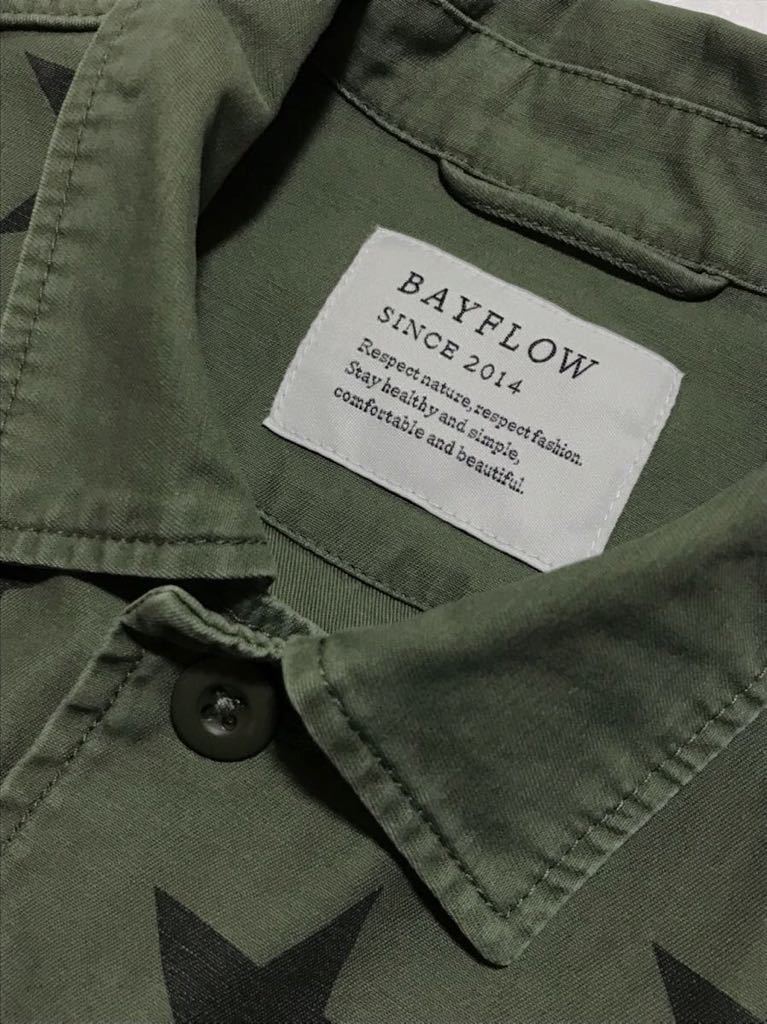 BAYFLOW
SINCE 2014
Respect nature, respect fashion.
Stay healthy and simple,
comfortable and beautiful.